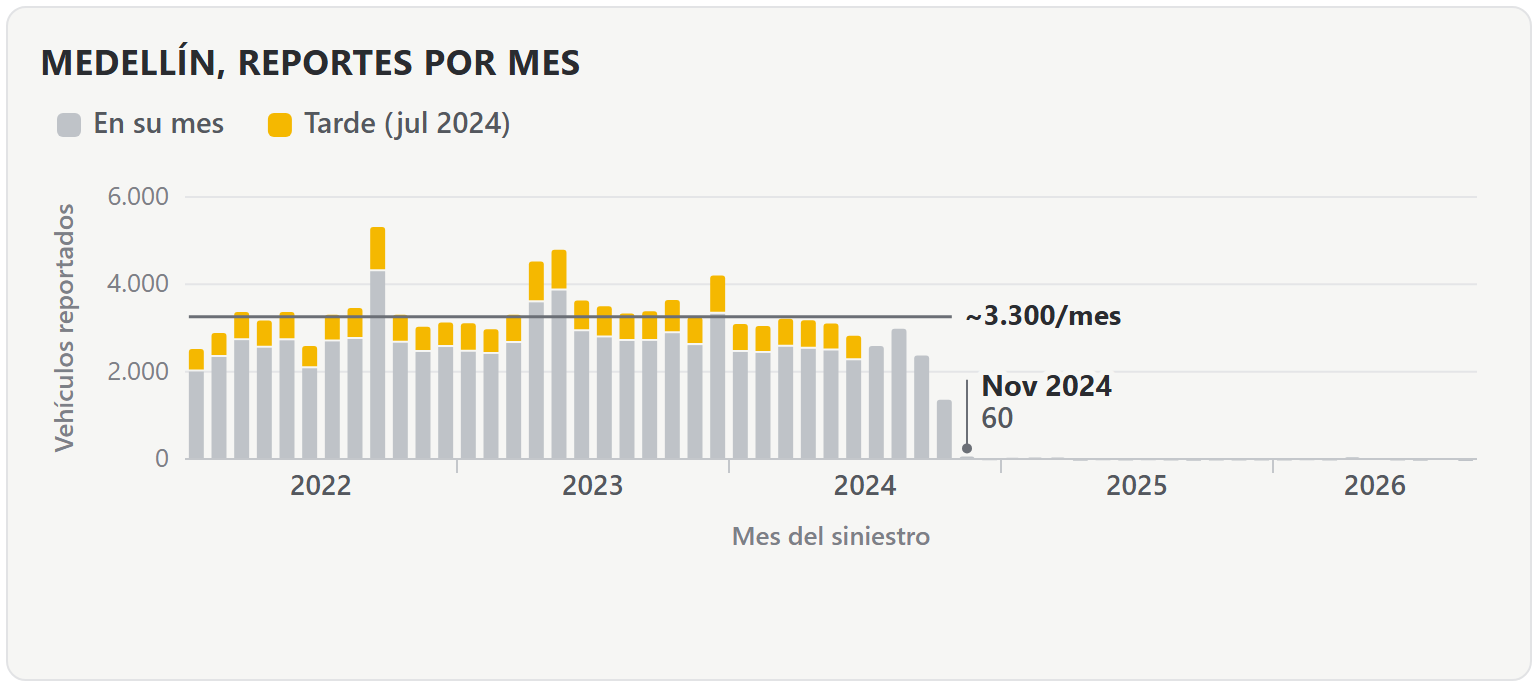 MEDELLÍN, REPORTES POR MES
En su mes
Tarde (jul 2024)
Vehículos reportados
6.000
4.000
2.000
0
~3.300/mes
Nov 2024
60
2022
2023
2024
2025
2026
Mes del siniestro